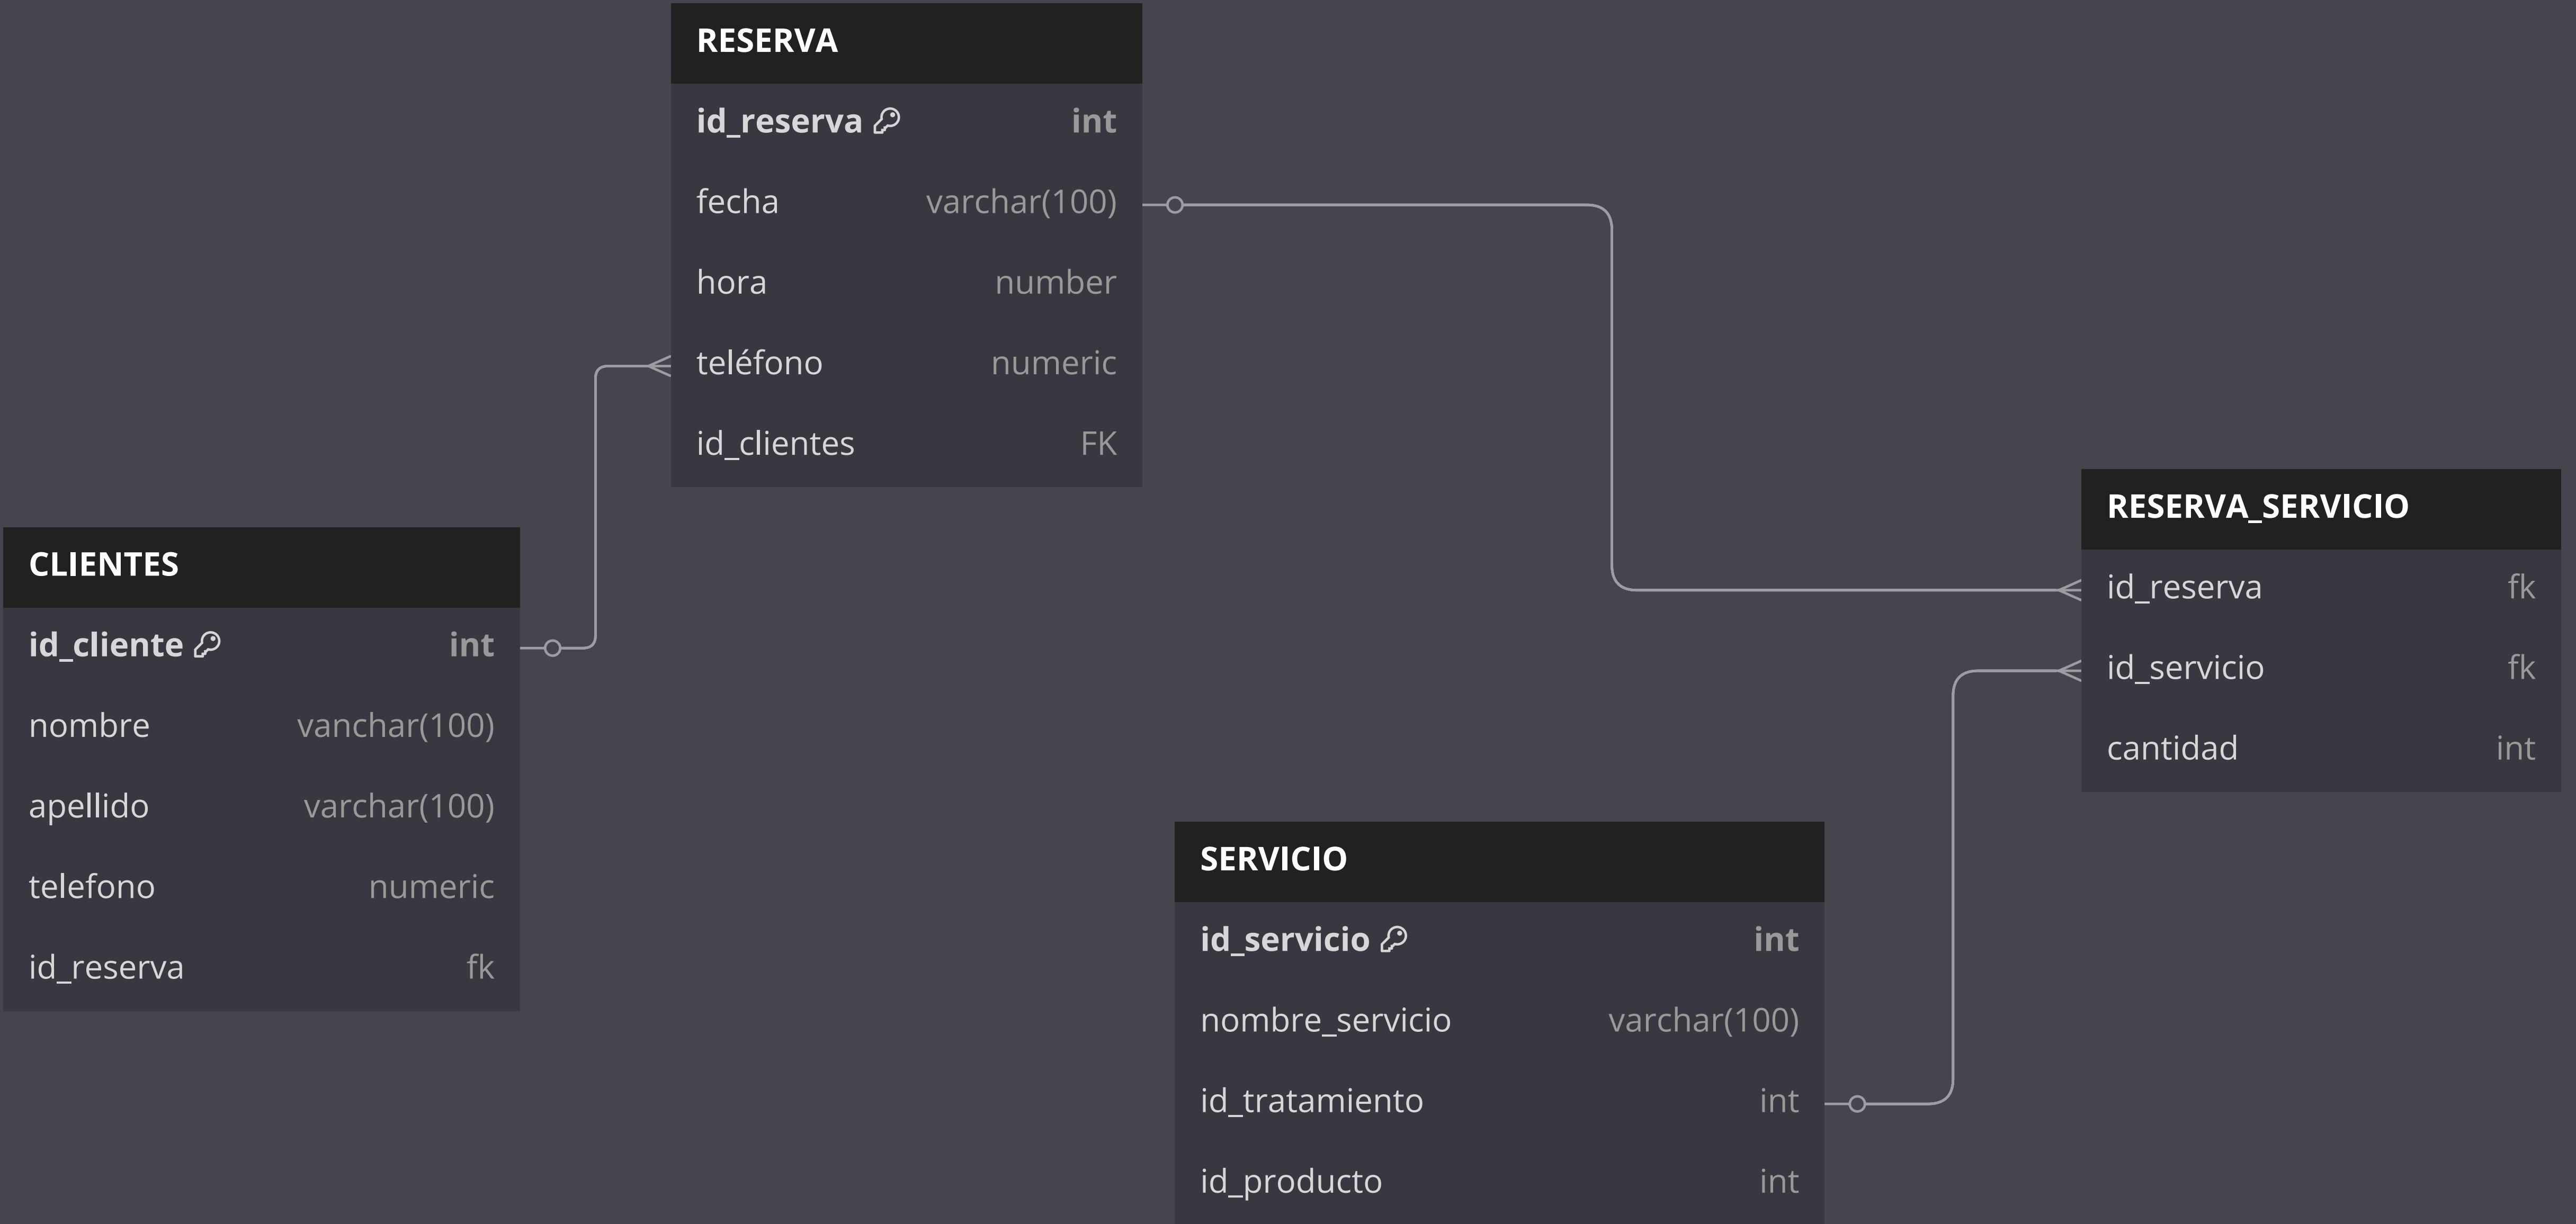 RESERVA
id_reserva int
fecha varchar(100)
hora number
teléfono numeric
id_clientes FK
CLIENTES
id_cliente int
nombre vanchar(100)
apellido varchar(100)
telefono numeric
id_reserva fk
RESERVA_SERVICIO
id_reserva fk
id_servicio fk
cantidad int
SERVICIO
id_servicio int
nombre_servicio varchar(100)
id_tratamiento int
id_producto int